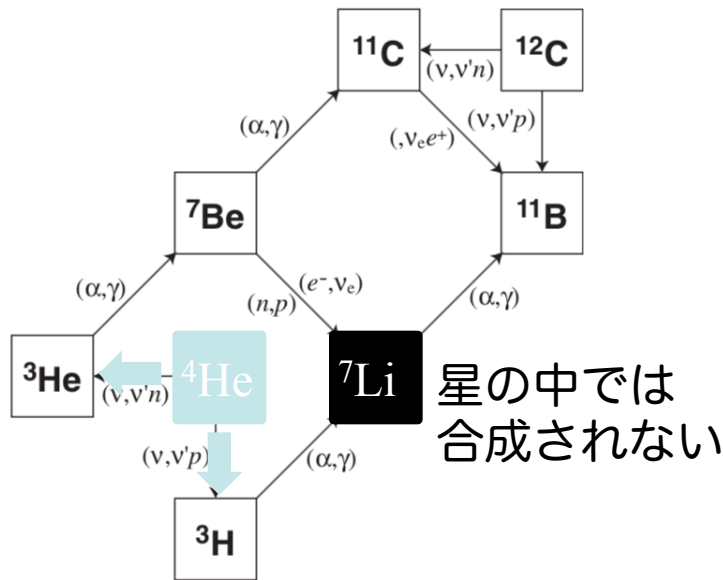 ¹¹C
¹²C
(ν,ν'n)
(α,γ)
(,νₑe⁺)
(ν,ν'p)
⁷Be
¹¹B
(α,γ)
(e⁻,νₑ)
(n,p)
(α,γ)
³He
⁴He
⁷Li
星の中では
合成されない
(ν,ν'n)
(ν,ν'p)
(α,γ)
³H